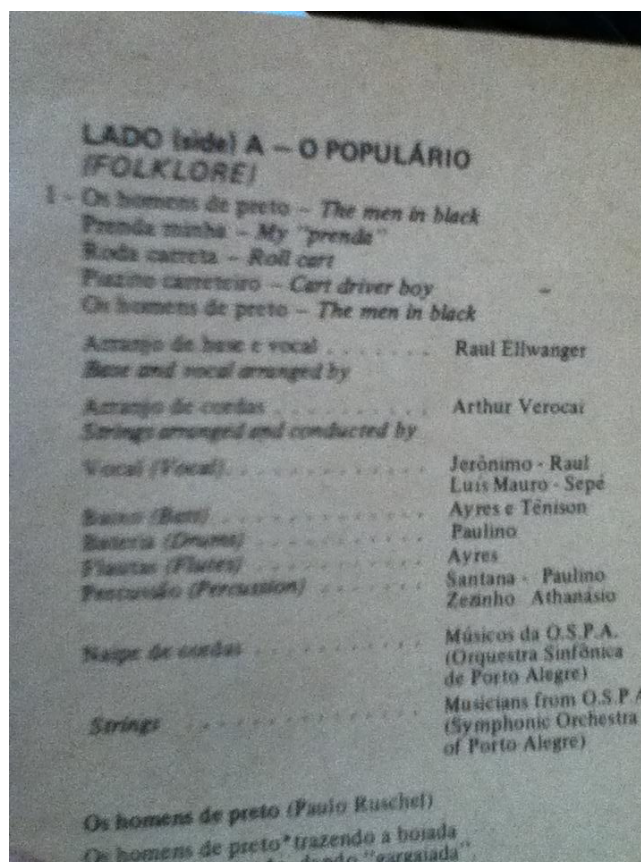 LADO (side) A – O POPULÁRIO
(FOLKLORE)
1 - Os homens de preto – The men in black
Prenda minha – My "prenda"
Roda carreta – Roll cart
Piazito carreteiro – Cart driver boy
Os homens de preto – The men in black
Arranjo de base e vocal . . . . . . . Raul Ellwanger
Base and vocal arranged by
Arranjo de cordas . . . . . . . . . . Arthur Verocai
Strings arranged and conducted by
Vocal (Vocal) . . . . . . . . . . . . Jerônimo - Raul
Luís Mauro - Sepé
Baixo (Bass) . . . . . . . . . . . . Ayres e Tênison
Bateria (Drums) . . . . . . . . . . Paulino
Flautas (Flutes) . . . . . . . . . . Ayres
Percussão (Percussion) . . . . . . . Santana - Paulino
Zezinho Athanásio
Naipe de cordas . . . . . . . . . . Músicos da O.S.P.A.
(Orquestra Sinfônica
de Porto Alegre)
Strings . . . . . . . . . . . . . . Musicians from O.S.P.A
(Symphonic Orchestra
of Porto Alegre)
Os homens de preto (Paulo Ruschel)
Os homens de preto* trazendo a boiada
dando "gargaiada"